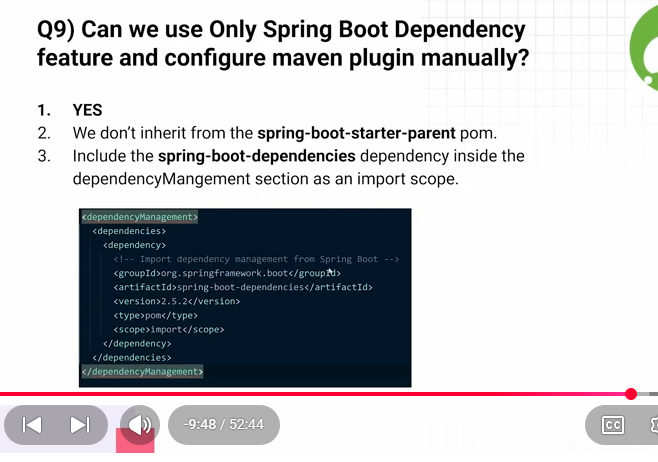 Q9) Can we use Only Spring Boot Dependency
feature and configure maven plugin manually?
1. YES
2. We don't inherit from the spring-boot-starter-parent pom.
3. Include the spring-boot-dependencies dependency inside the
dependencyMangement section as an import scope.
<dependencyManagement>
<dependencies>
<dependency>
<!-- Import dependency management from Spring Boot -->
<groupId>org.springframework.boot</groupId>
<artifactId>spring-boot-dependencies</artifactId>
<version>2.5.2</version>
<type>pom</type>
<scope>import</scope>
</dependency>
</dependencies>
</dependencyManagement>
-9:48 / 52:44
CC